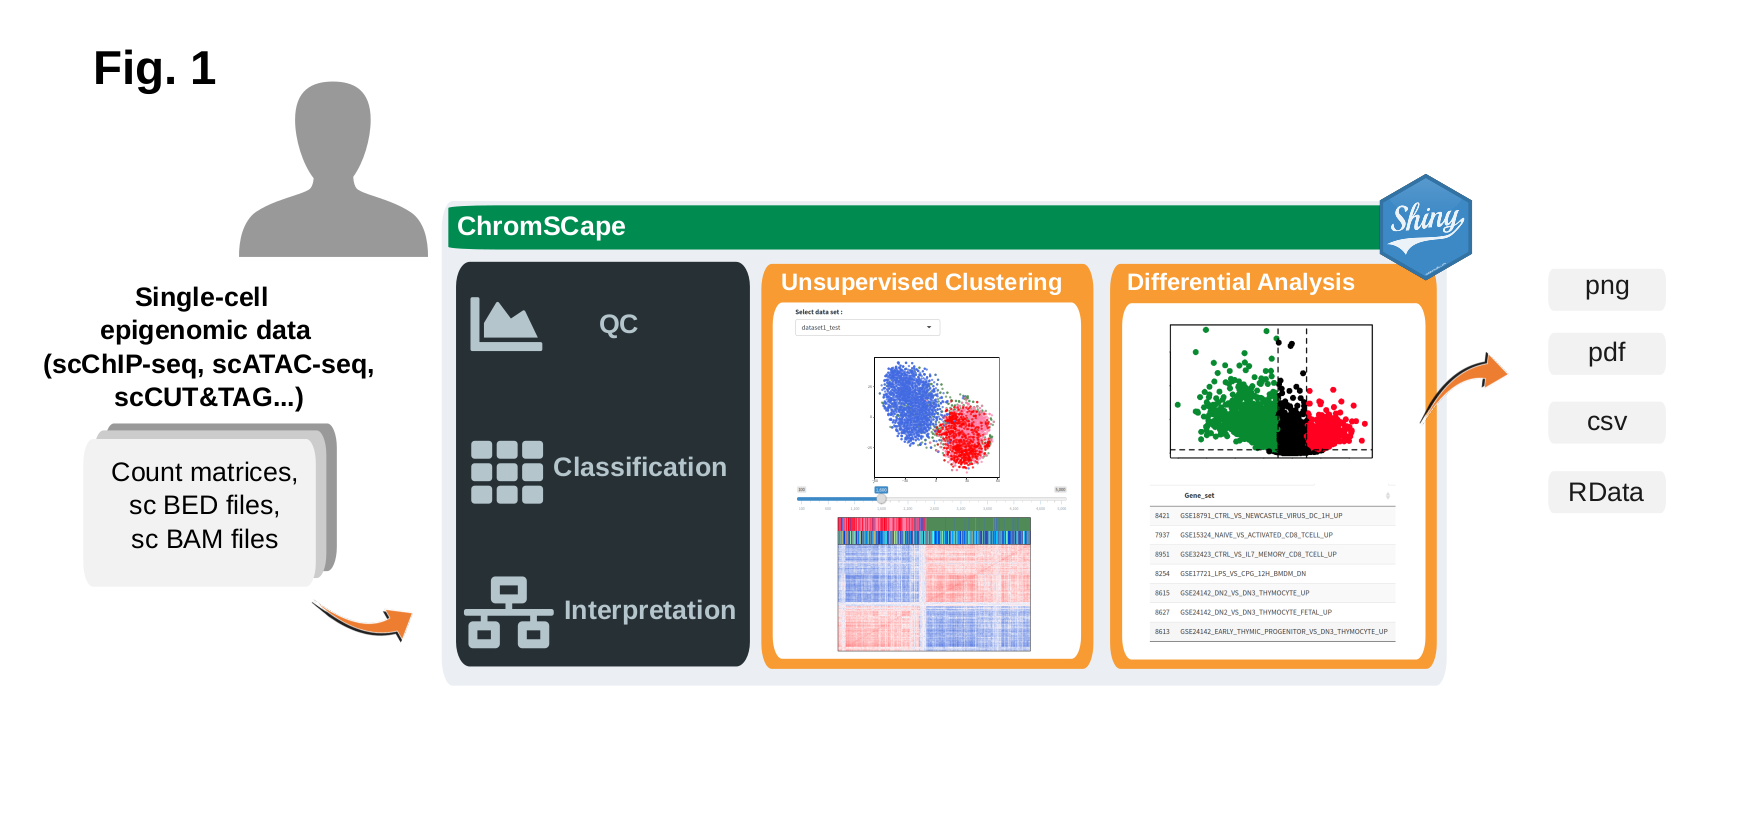 Fig. 1
Single-cell
epigenomic data
(scChIP-seq, scATAC-seq,
scCUT&TAG...)
Count matrices,
sc BED files,
sc BAM files
ChromSCape
Shiny
QC
Classification
Interpretation
Unsupervised Clustering
Select data set :
dataset1_test
Differential Analysis
Gene_set
8421 GSE18791_CTRL_VS_NEWCASTLE_VIRUS_DC_1H_UP
7937 GSE15324_NAIVE_VS_ACTIVATED_CD8_TCELL_UP
8951 GSE32423_CTRL_VS_IL7_MEMORY_CD8_TCELL_UP
8254 GSE17721_LPS_VS_CPG_12H_BMDM_DN
8615 GSE24142_DN2_VS_DN3_THYMOCYTE_UP
8627 GSE24142_DN2_VS_DN3_THYMOCYTE_FETAL_UP
8613 GSE24142_EARLY_THYMIC_PROGENITOR_VS_DN3_THYMOCYTE_UP
png
pdf
csv
RData